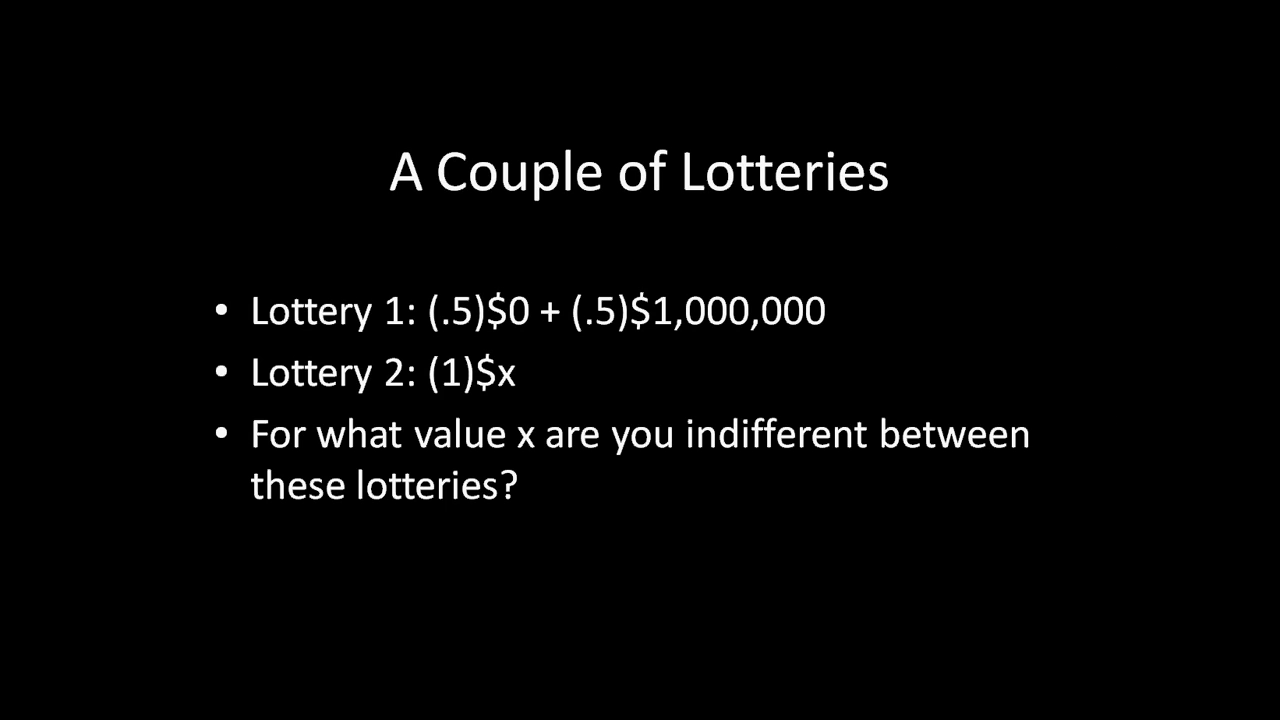 A Couple of Lotteries
• Lottery 1: (.5)$0 + (.5)$1,000,000
• Lottery 2: (1)$x
• For what value x are you indifferent between
these lotteries?